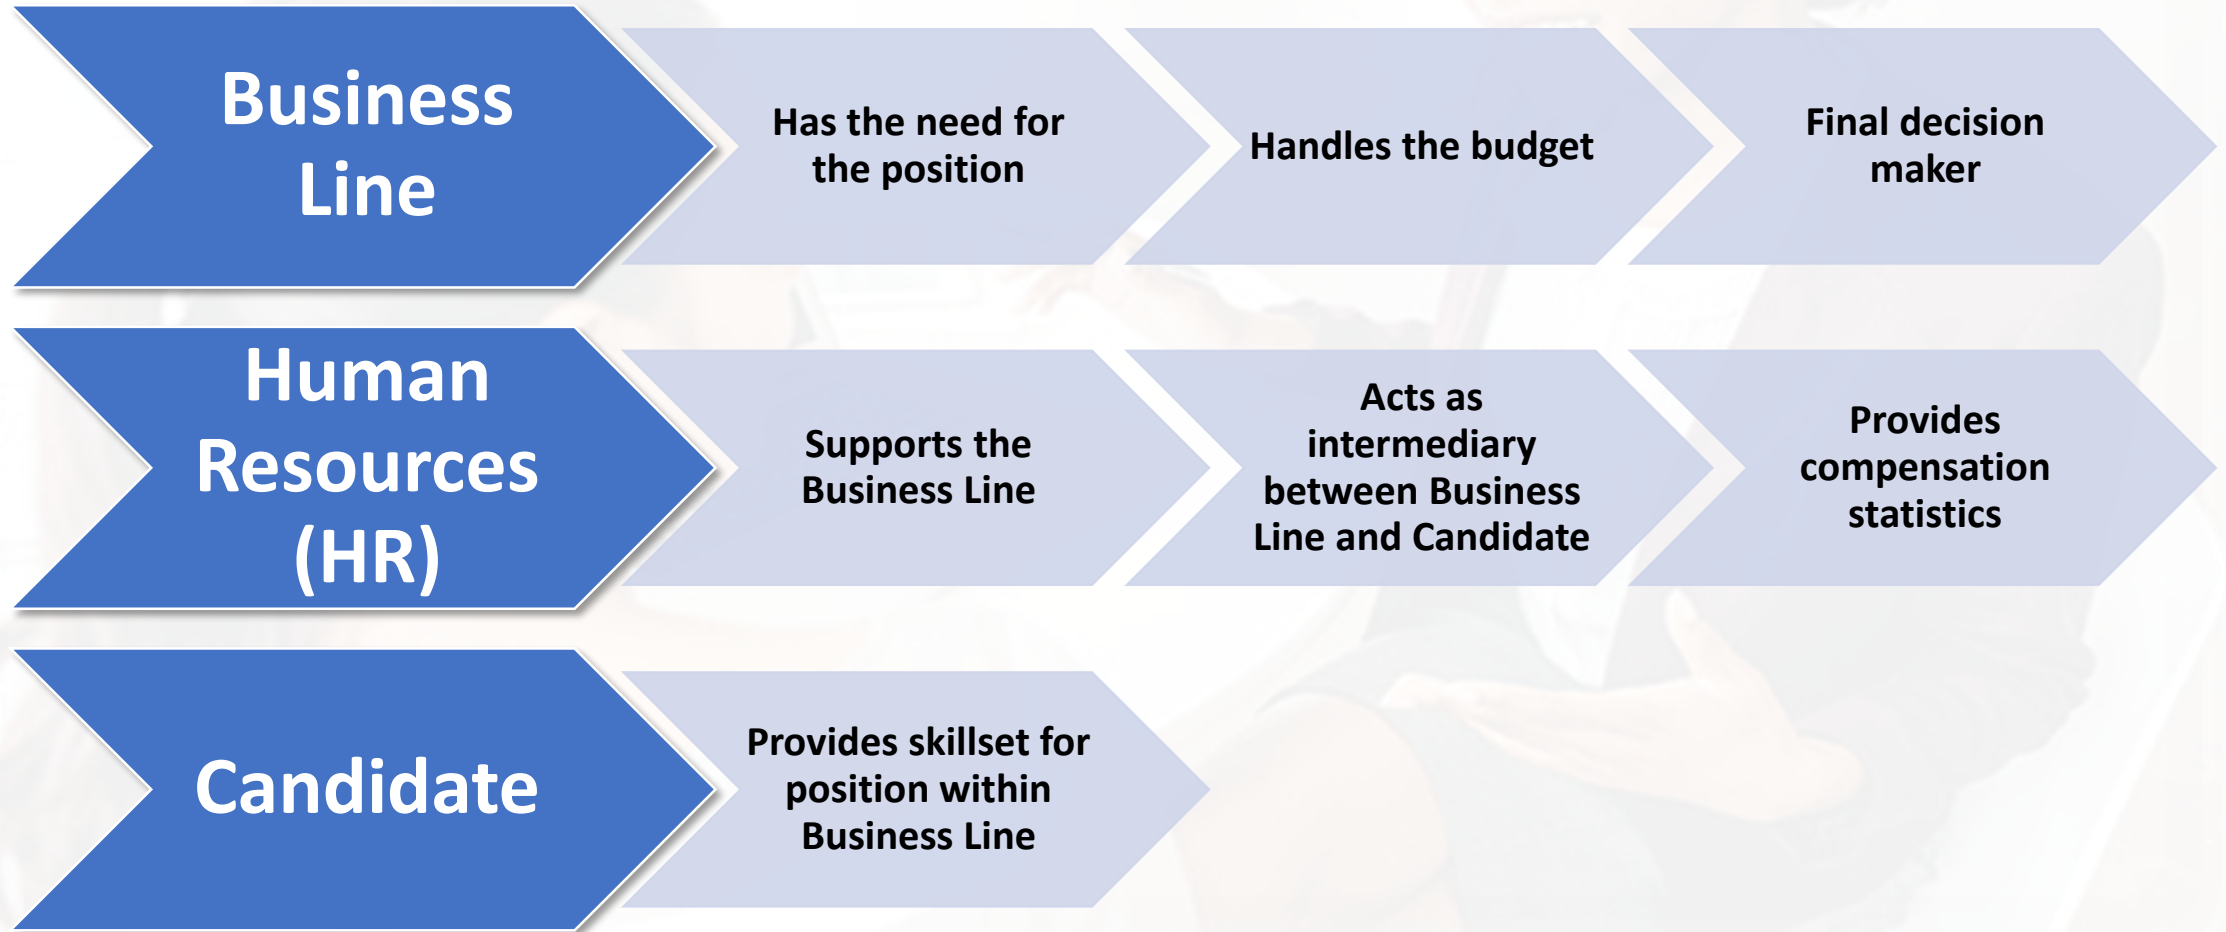 Business
Line
Has the need for
the position
Handles the budget
Final decision
maker
Human
Resources
(HR)
Supports the
Business Line
Acts as
intermediary
between Business
Line and Candidate
Provides
compensation
statistics
Candidate
Provides skillset for
position within
Business Line